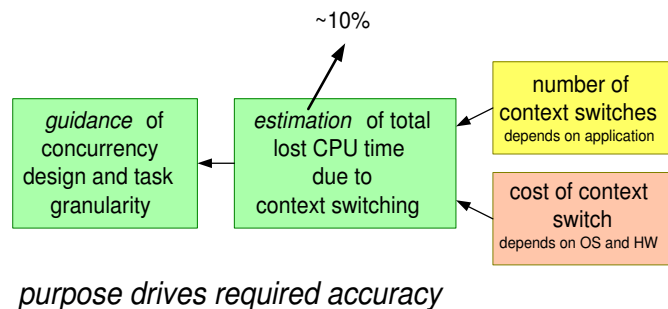 ~10%
guidance of
concurrency
design and task
granularity
estimation of total
lost CPU time
due to
context switching
number of
context switches
depends on application
cost of context
switch
depends on OS and HW
purpose drives required accuracy